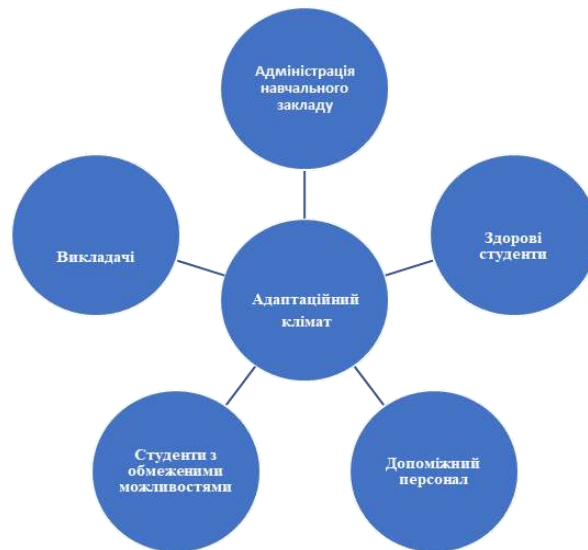 Адміністрація
навчального
закладу
Викладачі
Здорові
студенти
Адаптаційний
клімат
Студенти з
обмеженими
можливостями
Допоміжний
персонал